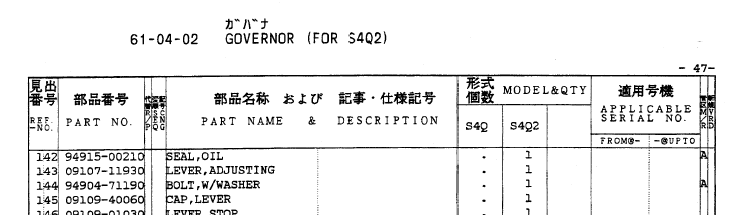 ガバナ
61-04-02 GOVERNOR (FOR S4Q2)
- 47-
見出番号 部品番号 部品名称 および 記事・仕様記号 形式個数 MODEL&QTY 適用号機
REF. NO. PART NO. PART NAME & DESCRIPTION S4Q S4Q2 APPLICABLE SERIAL NO.
FROM@- -@UPTO
142 94915-00210 SEAL,OIL . 1 A
143 09107-11930 LEVER,ADJUSTING . 1
144 94904-71190 BOLT,W/WASHER . 1 A
145 09109-40060 CAP,LEVER . 1
146 09109-01030 LEVER,STOP . 1